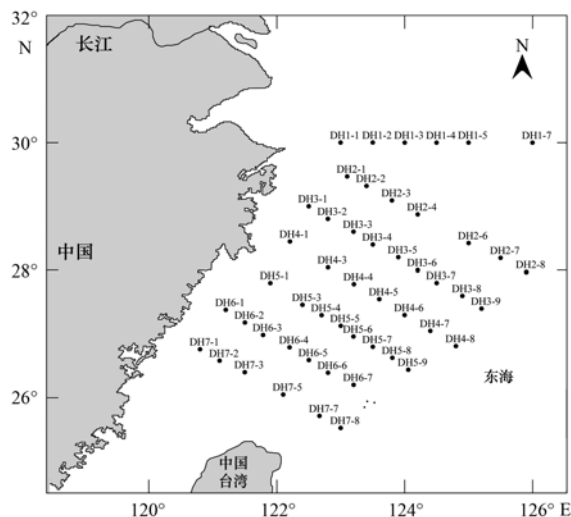 32°
N
长江
N
30°
DH1-1 DH1-2 DH1-3 DH1-4 DH1-5 DH1-7
DH2-1
DH2-2
DH2-3
DH2-4
DH3-1
DH3-2
DH3-3
DH3-4
DH4-1
DH2-6
DH2-7
DH2-8
中国
28°
DH4-3
DH3-5
DH3-6
DH3-7
DH3-8
DH3-9
DH5-1
DH4-4
DH4-5
DH4-6
DH4-7
DH4-8
DH6-1
DH6-2
DH6-3
DH5-3
DH5-4
DH5-5
DH5-6
DH5-7
DH5-8
DH5-9
DH7-1
DH7-2
DH7-3
DH6-4
DH6-5
DH6-6
DH6-7
东海
26°
DH7-5
DH7-7
DH7-8
中国
台湾
120° 122° 124° 126° E